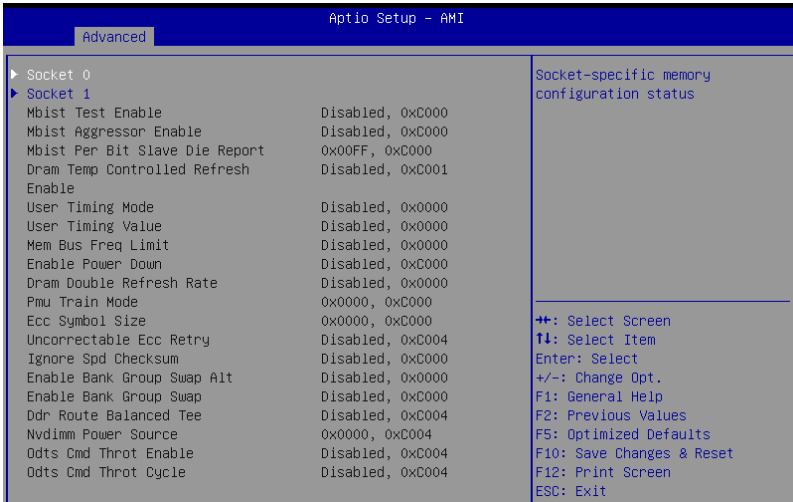 Aptio Setup – AMI
Advanced
▶ Socket 0
▶ Socket 1
Mbist Test Enable Disabled, 0xC000
Mbist Aggressor Enable Disabled, 0xC000
Mbist Per Bit Slave Die Report 0x00FF, 0xC000
Dram Temp Controlled Refresh Disabled, 0xC001
Enable
User Timing Mode Disabled, 0x0000
User Timing Value Disabled, 0x0000
Mem Bus Freq Limit Disabled, 0x0000
Enable Power Down Disabled, 0xC000
Dram Double Refresh Rate Disabled, 0x0000
Pmu Train Mode 0x0000, 0xC000
Ecc Symbol Size 0x0000, 0xC000
Uncorrectable Ecc Retry Disabled, 0xC004
Ignore Spd Checksum Disabled, 0xC000
Enable Bank Group Swap Alt Disabled, 0x0000
Enable Bank Group Swap Disabled, 0xC000
Ddr Route Balanced Tee Disabled, 0xC004
Nvdimm Power Source 0x0000, 0xC004
Odts Cmd Throt Enable Disabled, 0xC004
Odts Cmd Throt Cycle Disabled, 0xC004
Socket-specific memory
configuration status
→←: Select Screen
↑↓: Select Item
Enter: Select
+/-: Change Opt.
F1: General Help
F2: Previous Values
F5: Optimized Defaults
F10: Save Changes & Reset
F12: Print Screen
ESC: Exit